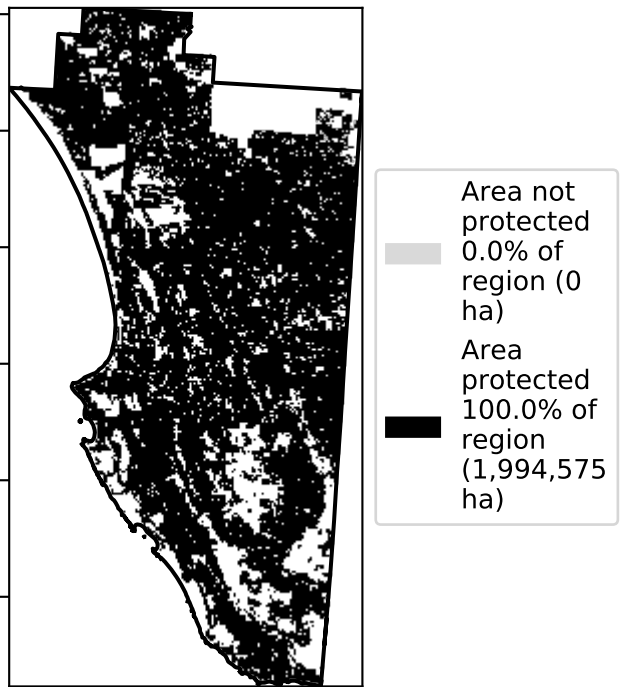 Area not
protected
0.0% of
region (0
ha)
Area
protected
100.0% of
region
(1,994,575
ha)